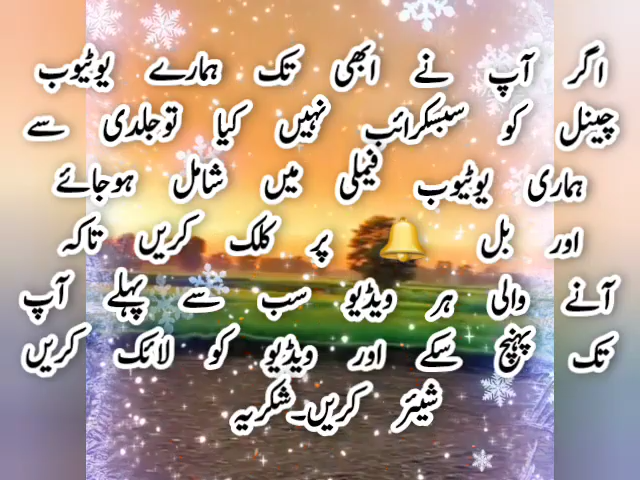 اگر آپ نے ابھی تک ہمارے یوٹیوب
چینل کو سبسکرائب نہیں کیا تو جلدی سے
ہماری یوٹیوب فیملی میں شامل ہوجائے
اور بل 🔔 پر کلک کریں تاکہ
آنے والی ہر ویڈیو سب سے پہلے آپ
تک پہنچ سکے اور ویڈیو کو لائک کریں
شیئر کریں۔شکریہ